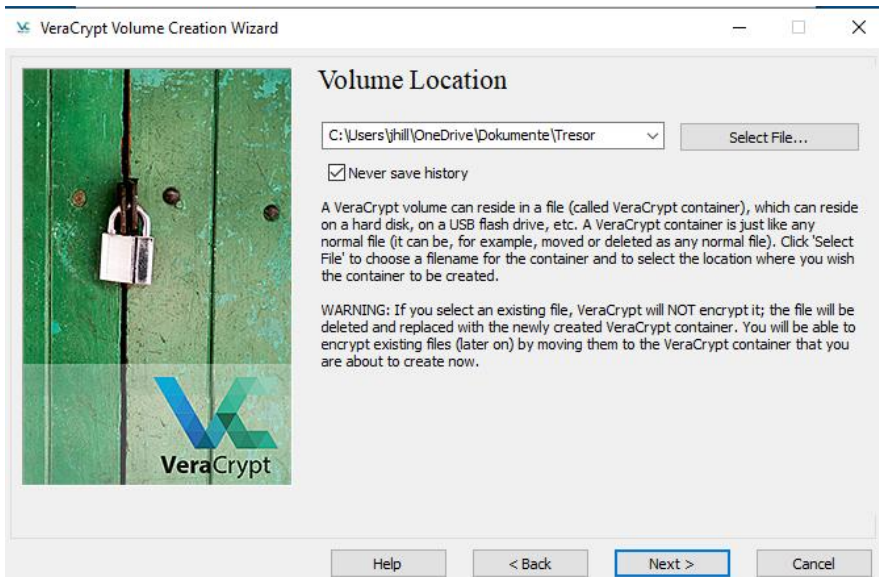 VeraCrypt Volume Creation Wizard
Volume Location
C:\Users\jhill\OneDrive\Dokumente\Tresor
Select File...
Never save history
A VeraCrypt volume can reside in a file (called VeraCrypt container), which can reside
on a hard disk, on a USB flash drive, etc. A VeraCrypt container is just like any
normal file (it can be, for example, moved or deleted as any normal file). Click 'Select
File' to choose a filename for the container and to select the location where you wish
the container to be created.
WARNING: If you select an existing file, VeraCrypt will NOT encrypt it; the file will be
deleted and replaced with the newly created VeraCrypt container. You will be able to
encrypt existing files (later on) by moving them to the VeraCrypt container that you
are about to create now.
VeraCrypt
Help
< Back
Next >
Cancel